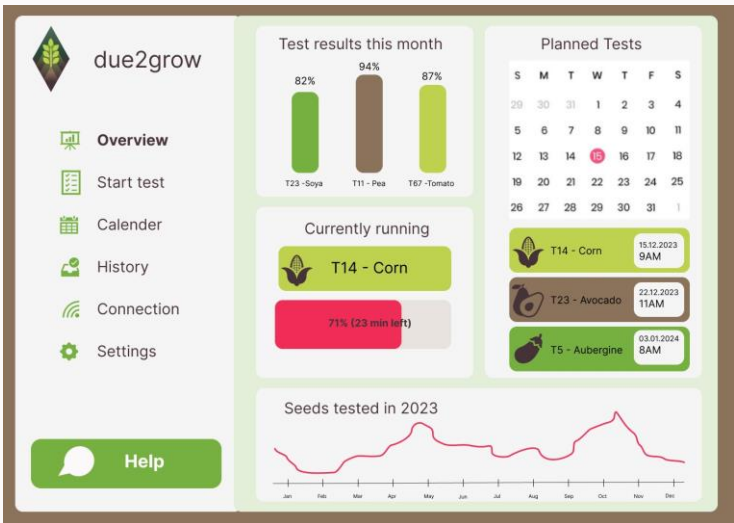 due2grow
Overview
Start test
Calender
History
Connection
Settings
Help
Test results this month
82%
94%
87%
T23 -Soya
T11 - Pea
T67 -Tomato
Currently running
T14 - Corn
71% (23 min left)
Planned Tests
S M T W T F S
29 30 31 1 2 3 4
5 6 7 8 9 10 11
12 13 14 15 16 17 18
19 20 21 22 23 24 25
26 27 28 29 30 31 1
T14 - Corn
15.12.2023
9AM
T23 - Avocado
22.12.2023
11AM
T5 - Aubergine
03.01.2024
8AM
Seeds tested in 2023
Jan Feb Mar Apr May Jun Jul Aug Sep Oct Nov Dec